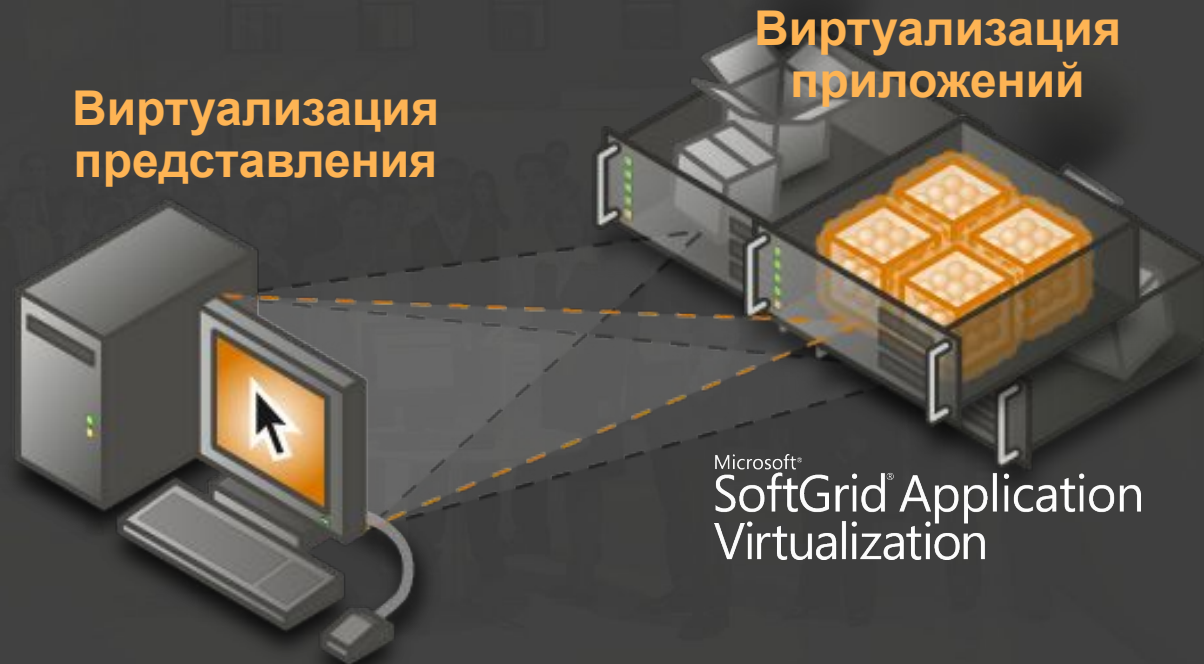 Виртуализация
приложений
Виртуализация
представления
Microsoft®
SoftGrid® Application
Virtualization